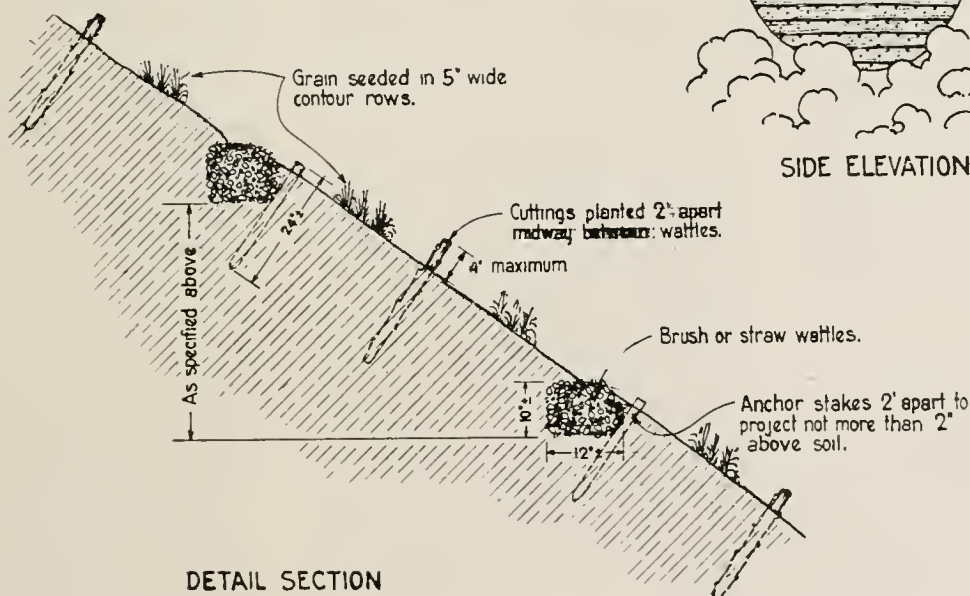 SIDE ELEVATION
Grain seeded in 5" wide
contour rows.
Cuttings planted 2' apart
midway between wattles.
24"±
4" maximum
As specified above
Brush or straw wattles.
10"±
12"±
Anchor stakes 2' apart to
project not more than 2"
above soil.
DETAIL SECTION